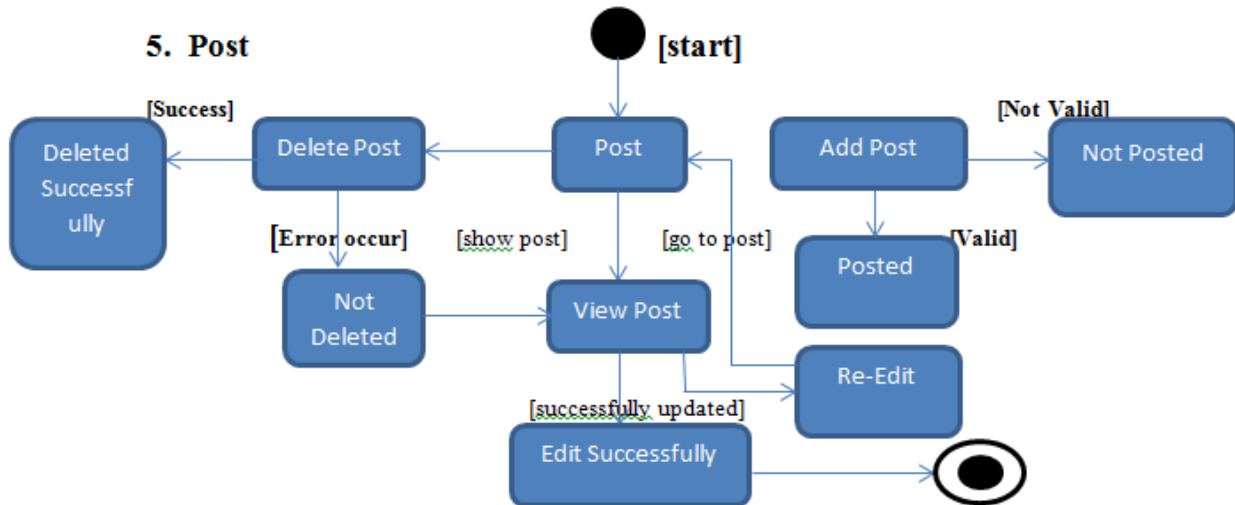 5. Post
[start]
[Success]
[Not Valid]
Deleted
Successf
ully
Delete Post
Post
Add Post
Not Posted
[Error occur]
[show post]
[go to post]
[Valid]
Posted
Not
Deleted
View Post
Re-Edit
[successfully updated]
Edit Successfully